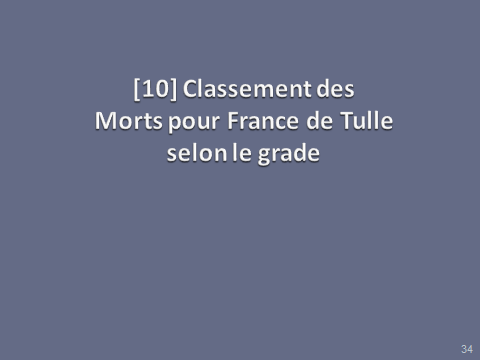 [10] Classement des
Morts pour France de Tulle
selon le grade
34